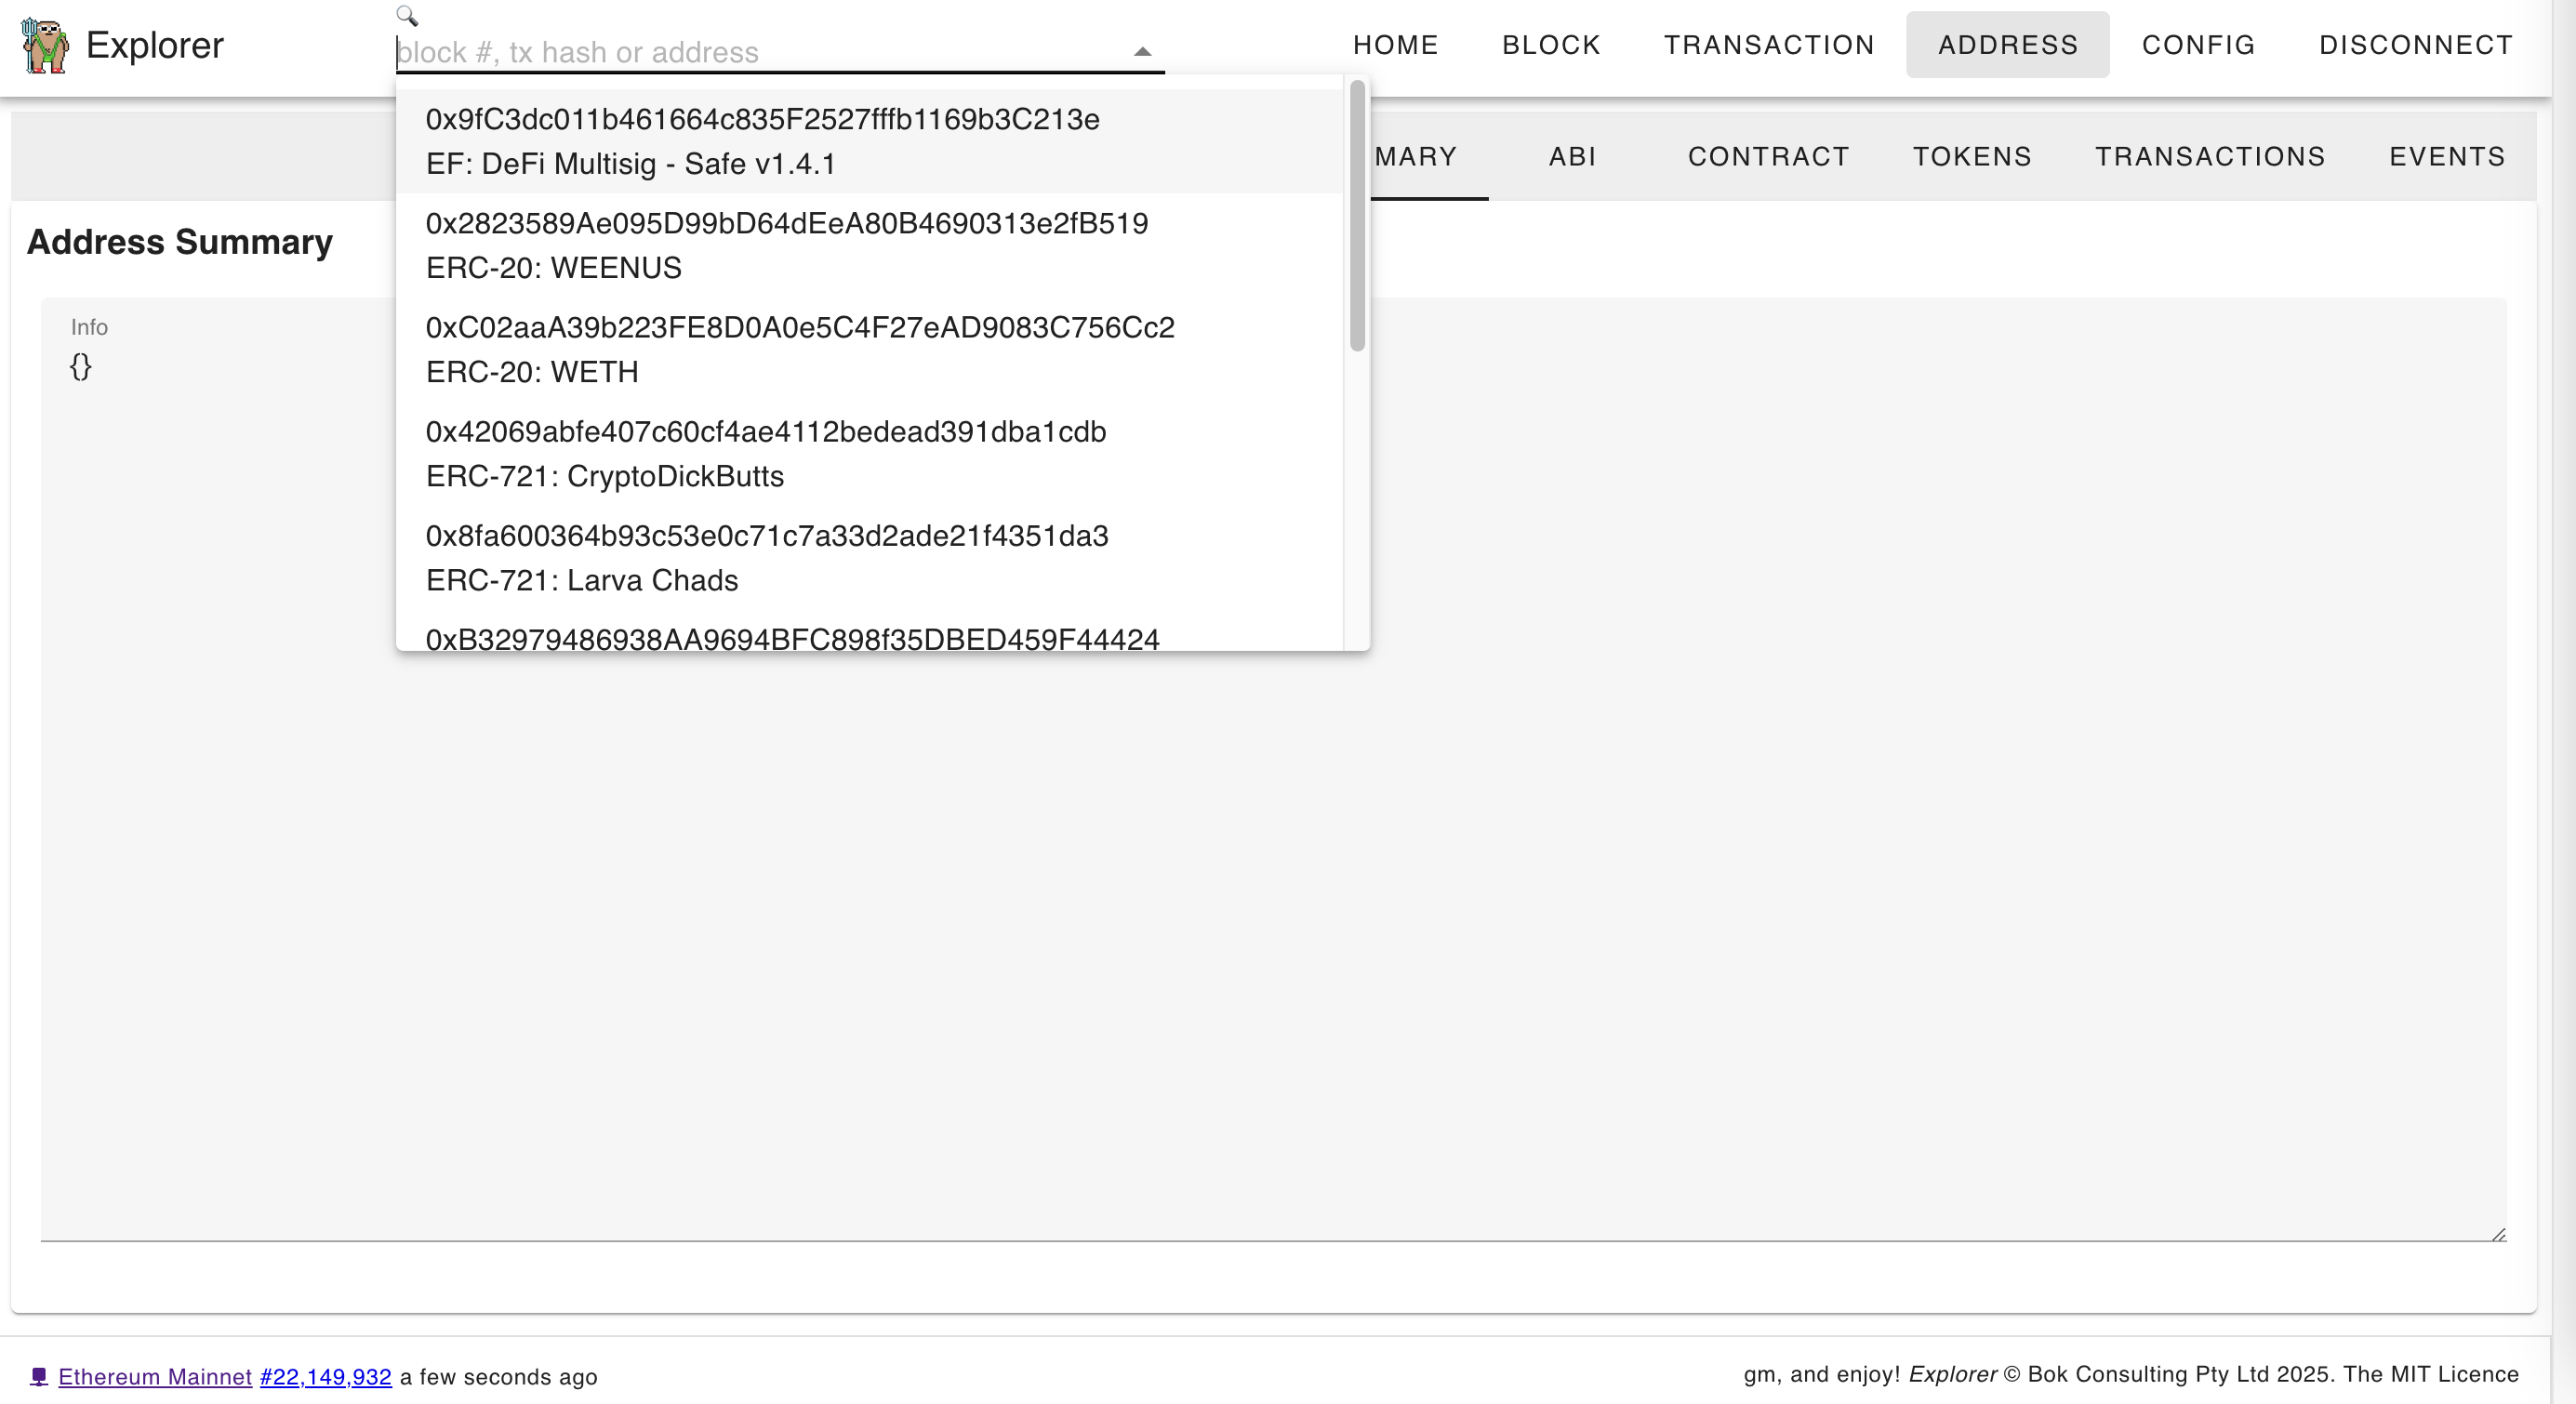 Explorer
block #, tx hash or address
HOME BLOCK TRANSACTION ADDRESS CONFIG DISCONNECT
0x9fC3dc011b461664c835F2527fffb1169b3C213e
EF: DeFi Multisig - Safe v1.4.1
0x2823589Ae095D99bD64dEeA80B4690313e2fB519
ERC-20: WEENUS
0xC02aaA39b223FE8D0A0e5C4F27eAD9083C756Cc2
ERC-20: WETH
0x42069abfe407c60cf4ae4112bedead391dba1cdb
ERC-721: CryptoDickButts
0x8fa600364b93c53e0c71c7a33d2ade21f4351da3
ERC-721: Larva Chads
0xB32979486938AA9694BFC898f35DBED459F44424
MARY ABI CONTRACT TOKENS TRANSACTIONS EVENTS
Address Summary
Info
{}
Ethereum Mainnet #22,149,932 a few seconds ago
gm, and enjoy! Explorer © Bok Consulting Pty Ltd 2025. The MIT Licence